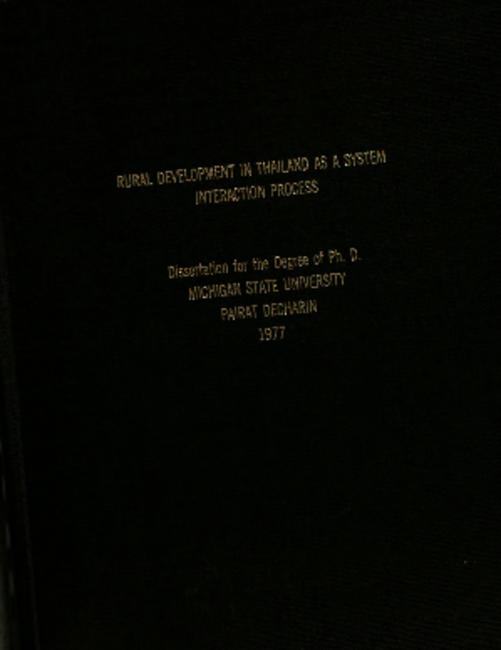 RURAL DEVELOPMENT IN THAILAND AS A SYSTEM
INTERACTION PROCESS
Dissertation for the Degree of Ph. D.
MICHIGAN STATE UNIVERSITY
PAIRAT DECHARIN
1977